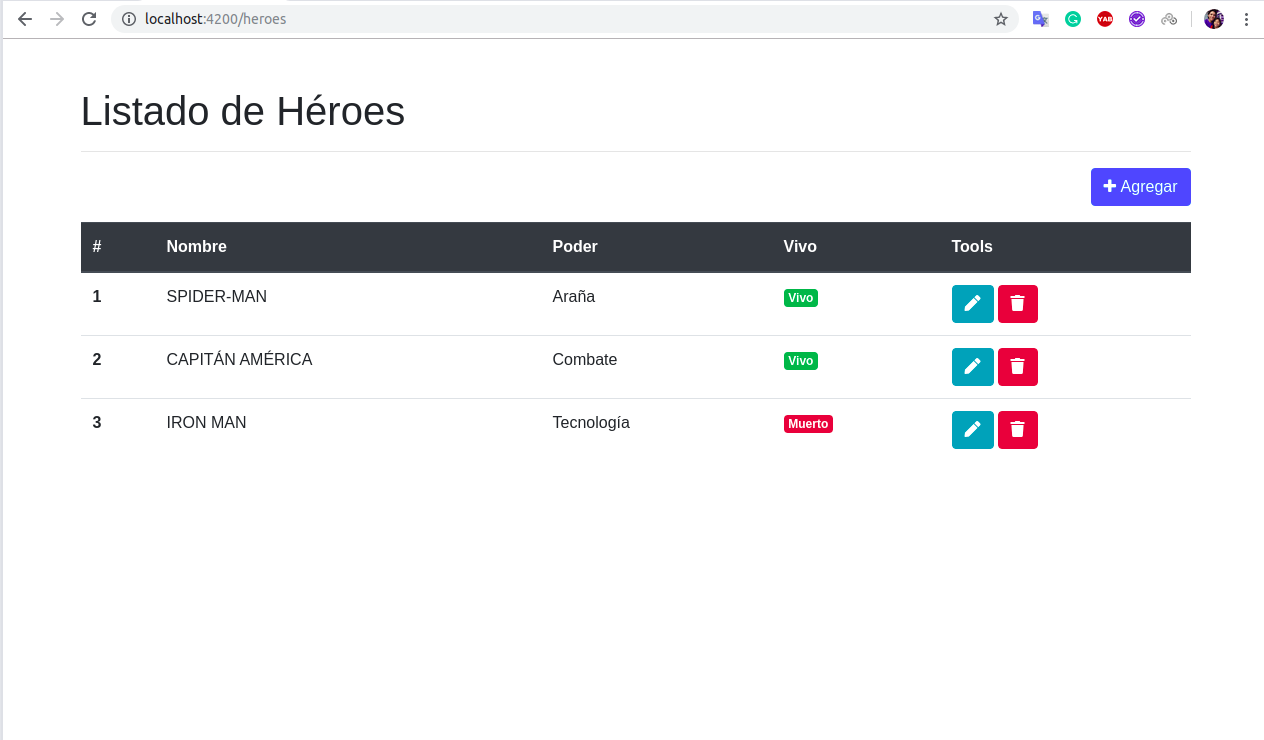 localhost:4200/heroes
YAB
Listado de Héroes
Agregar
# Nombre Poder Vivo Tools
1 SPIDER-MAN Araña Vivo
2 CAPITÁN AMÉRICA Combate Vivo
3 IRON MAN Tecnología Muerto